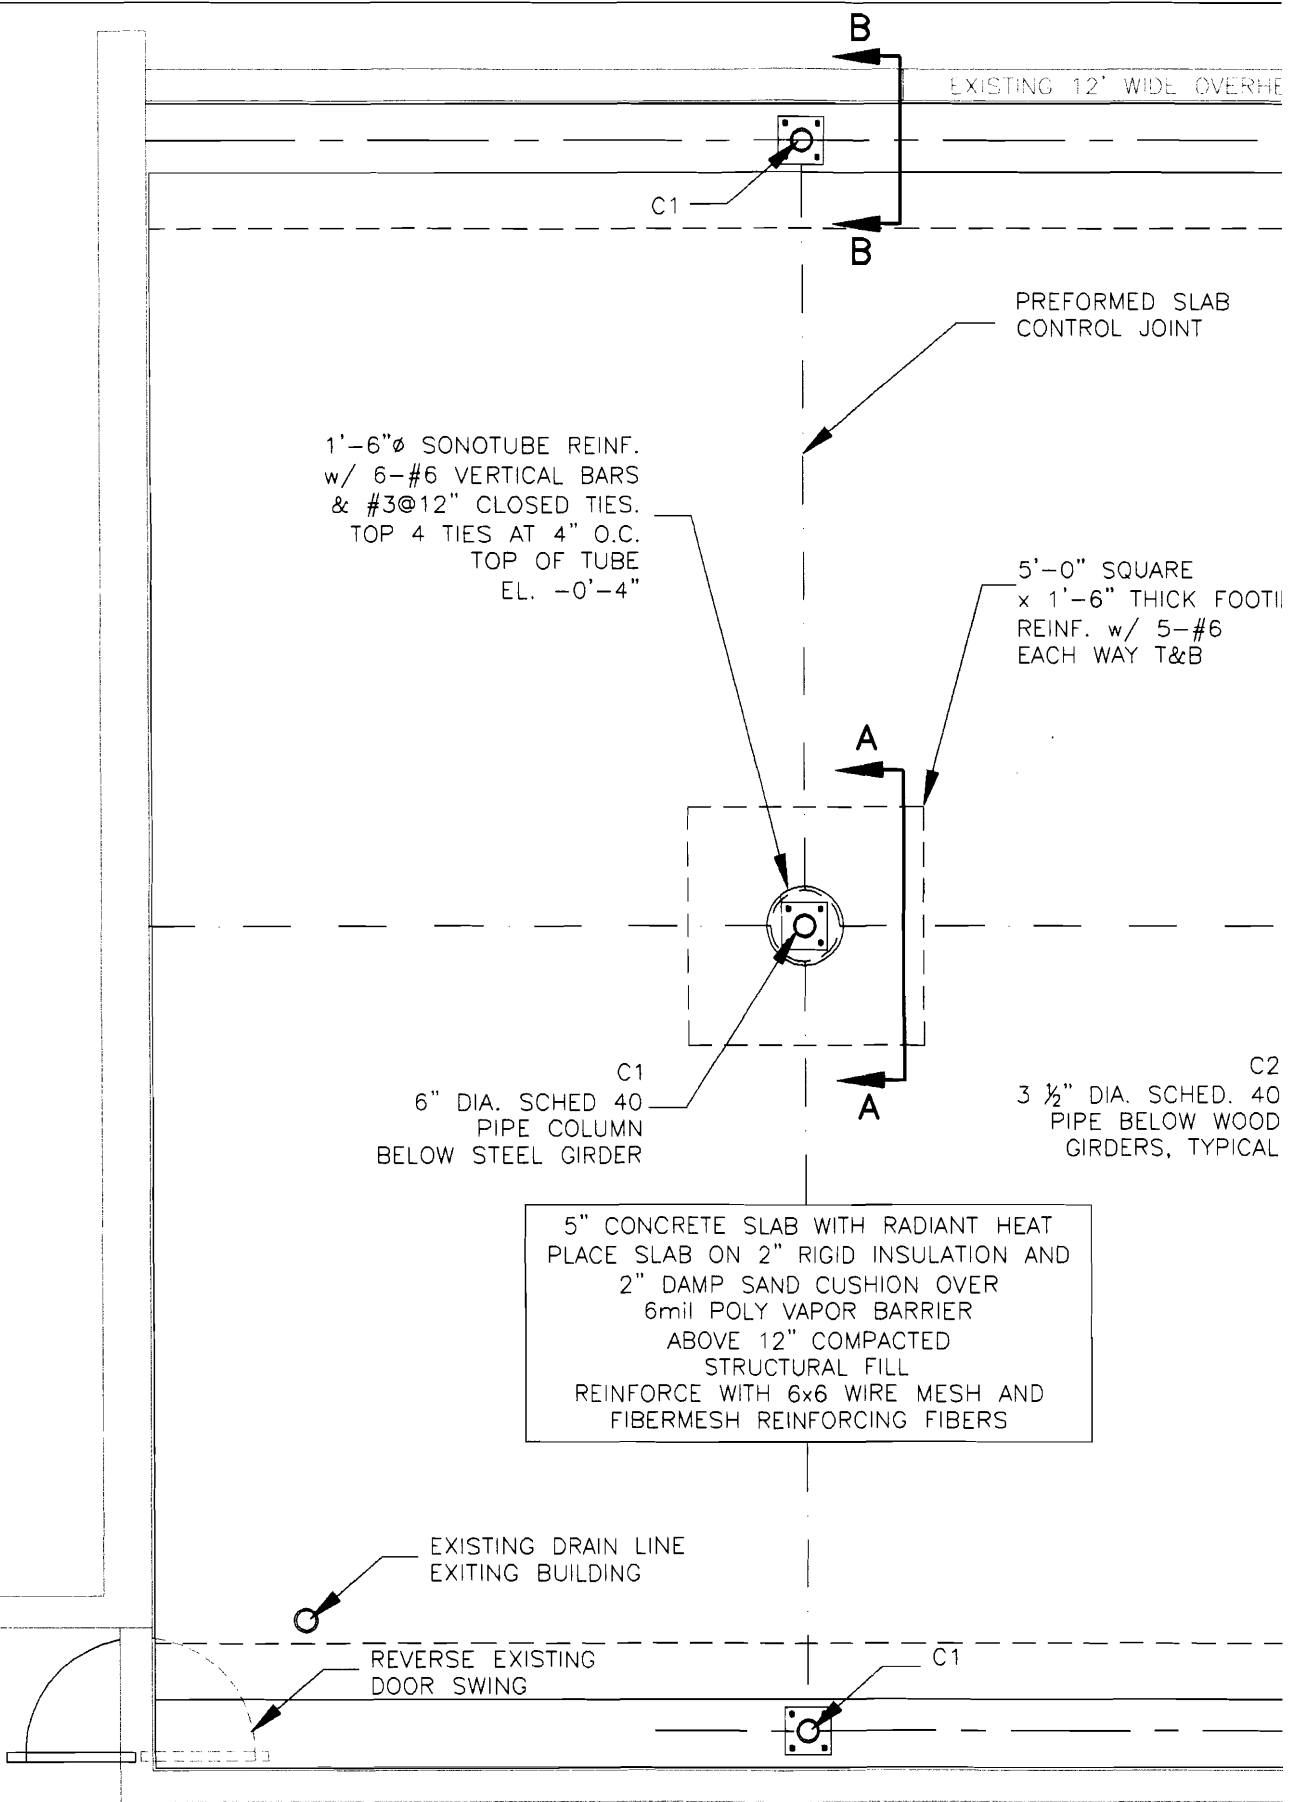 B
EXISTING 12' WIDE
C1
B
PREFORMED SLAB
CONTROL JOINT
1'-6"ø SONOTUBE REINF.
w/ 6-#6 VERTICAL BARS
& #3@12" CLOSED TIES.
TOP 4 TIES AT 4" O.C.
TOP OF TUBE
EL. -0'-4"
5'-0" SQUARE
x 1'-6" THICK
REINF. w/ 5-#6
EACH WAY T&B
A
C1
6" DIA. SCHED 40
PIPE COLUMN
BELOW STEEL GIRDER
A
C2
3 ½" DIA. SCHED. 40
PIPE BELOW WOOD
GIRDERS, TYPICAL
5" CONCRETE SLAB WITH RADIANT HEAT
PLACE SLAB ON 2" RIGID INSULATION AND
2" DAMP SAND CUSHION OVER
6mil POLY VAPOR BARRIER
ABOVE 12" COMPACTED
STRUCTURAL FILL
REINFORCE WITH 6x6 WIRE MESH AND
FIBERMESH REINFORCING FIBERS
EXISTING DRAIN LINE
EXITING BUILDING
REVERSE EXISTING
DOOR SWING
C1